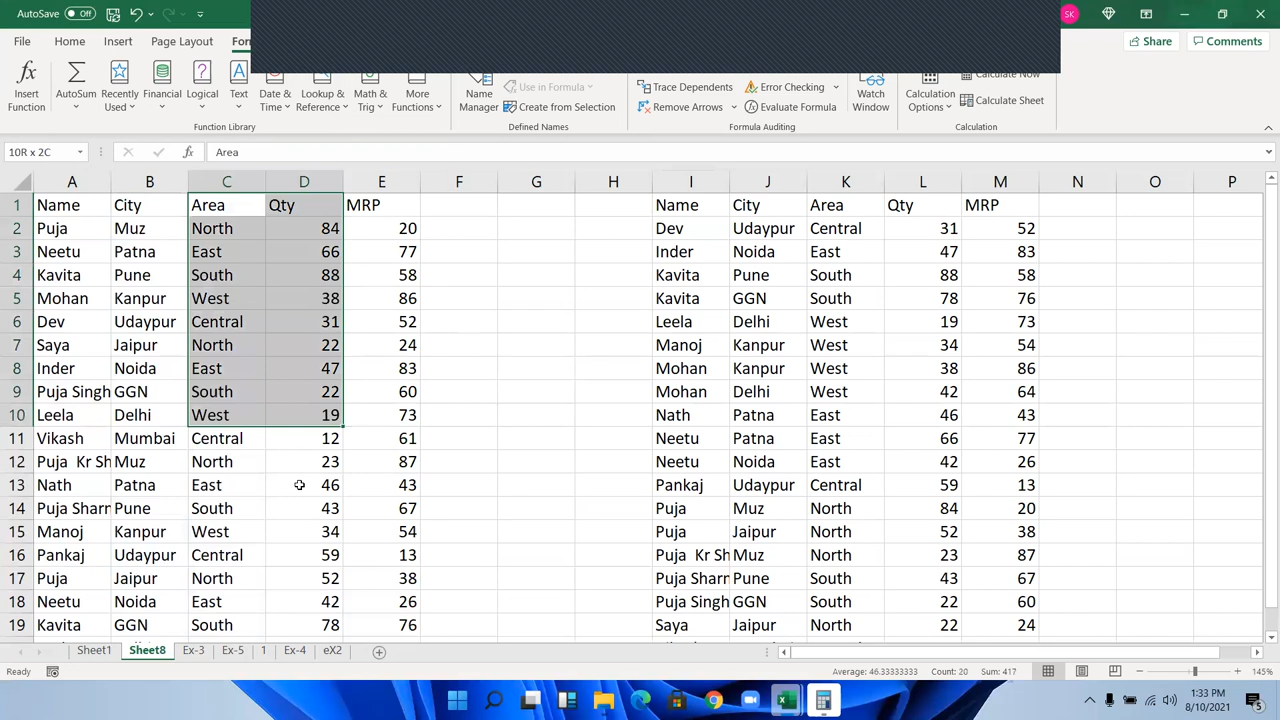 AutoSave Off
SK
File Home Insert Page Layout
Share Comments
fx Σ A θ
Insert Function AutoSum Recently Used Financial Logical Text Date & Time Lookup & Reference Math & Trig More Functions
Function Library
Name Manager
Use in Formula
Create from Selection
Defined Names
Trace Dependents
Remove Arrows
Error Checking
Evaluate Formula
Formula Auditing
Watch Window
Calculation Options
Calculate Now
Calculate Sheet
Calculation
10R x 2C fx Area
A B C D E F G H I J K L M N O P
1 Name City Area Qty MRP Name City Area Qty MRP
2 Puja Muz North 84 20 Dev Udaypur Central 31 52
3 Neetu Patna East 66 77 Inder Noida East 47 83
4 Kavita Pune South 88 58 Kavita Pune South 88 58
5 Mohan Kanpur West 38 86 Kavita GGN South 78 76
6 Dev Udaypur Central 31 52 Leela Delhi West 19 73
7 Saya Jaipur North 22 24 Manoj Kanpur West 34 54
8 Inder Noida East 47 83 Mohan Kanpur West 38 86
9 Puja Singh GGN South 22 60 Mohan Delhi West 42 64
10 Leela Delhi West 19 73 Nath Patna East 46 43
11 Vikash Mumbai Central 12 61 Neetu Patna East 66 77
12 Puja Kr Sh Muz North 23 87 Neetu Noida East 42 26
13 Nath Patna East 46 43 Pankaj Udaypur Central 59 13
14 Puja Sharn Pune South 43 67 Puja Muz North 84 20
15 Manoj Kanpur West 34 54 Puja Jaipur North 52 38
16 Pankaj Udaypur Central 59 13 Puja Kr Sh Muz North 23 87
17 Puja Jaipur North 52 38 Puja Sharn Pune South 43 67
18 Neetu Noida East 42 26 Puja Singh GGN South 22 60
19 Kavita GGN South 78 76 Saya Jaipur North 22 24
Sheet1 Sheet8 Ex-3 Ex-5 1 Ex-4 eX2
Ready Average: 46.33333333 Count: 20 Sum: 417 145%
1:33 PM
8/10/2021
5